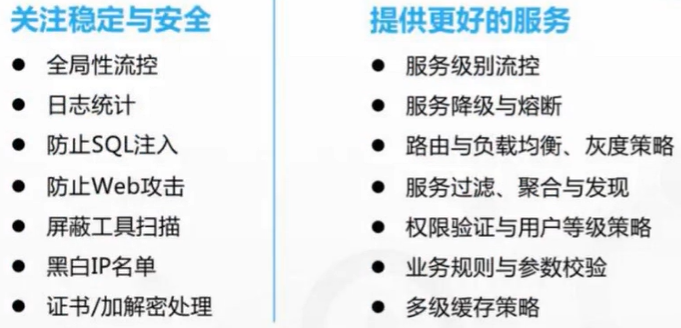 关注稳定与安全
● 全局性流控
● 日志统计
● 防止SQL注入
● 防止Web攻击
● 屏蔽工具扫描
● 黑白IP名单
● 证书/加解密处理
提供更好的服务
● 服务级别流控
● 服务降级与熔断
● 路由与负载均衡、灰度策略
● 服务过滤、聚合与发现
● 权限验证与用户等级策略
● 业务规则与参数校验
● 多级缓存策略